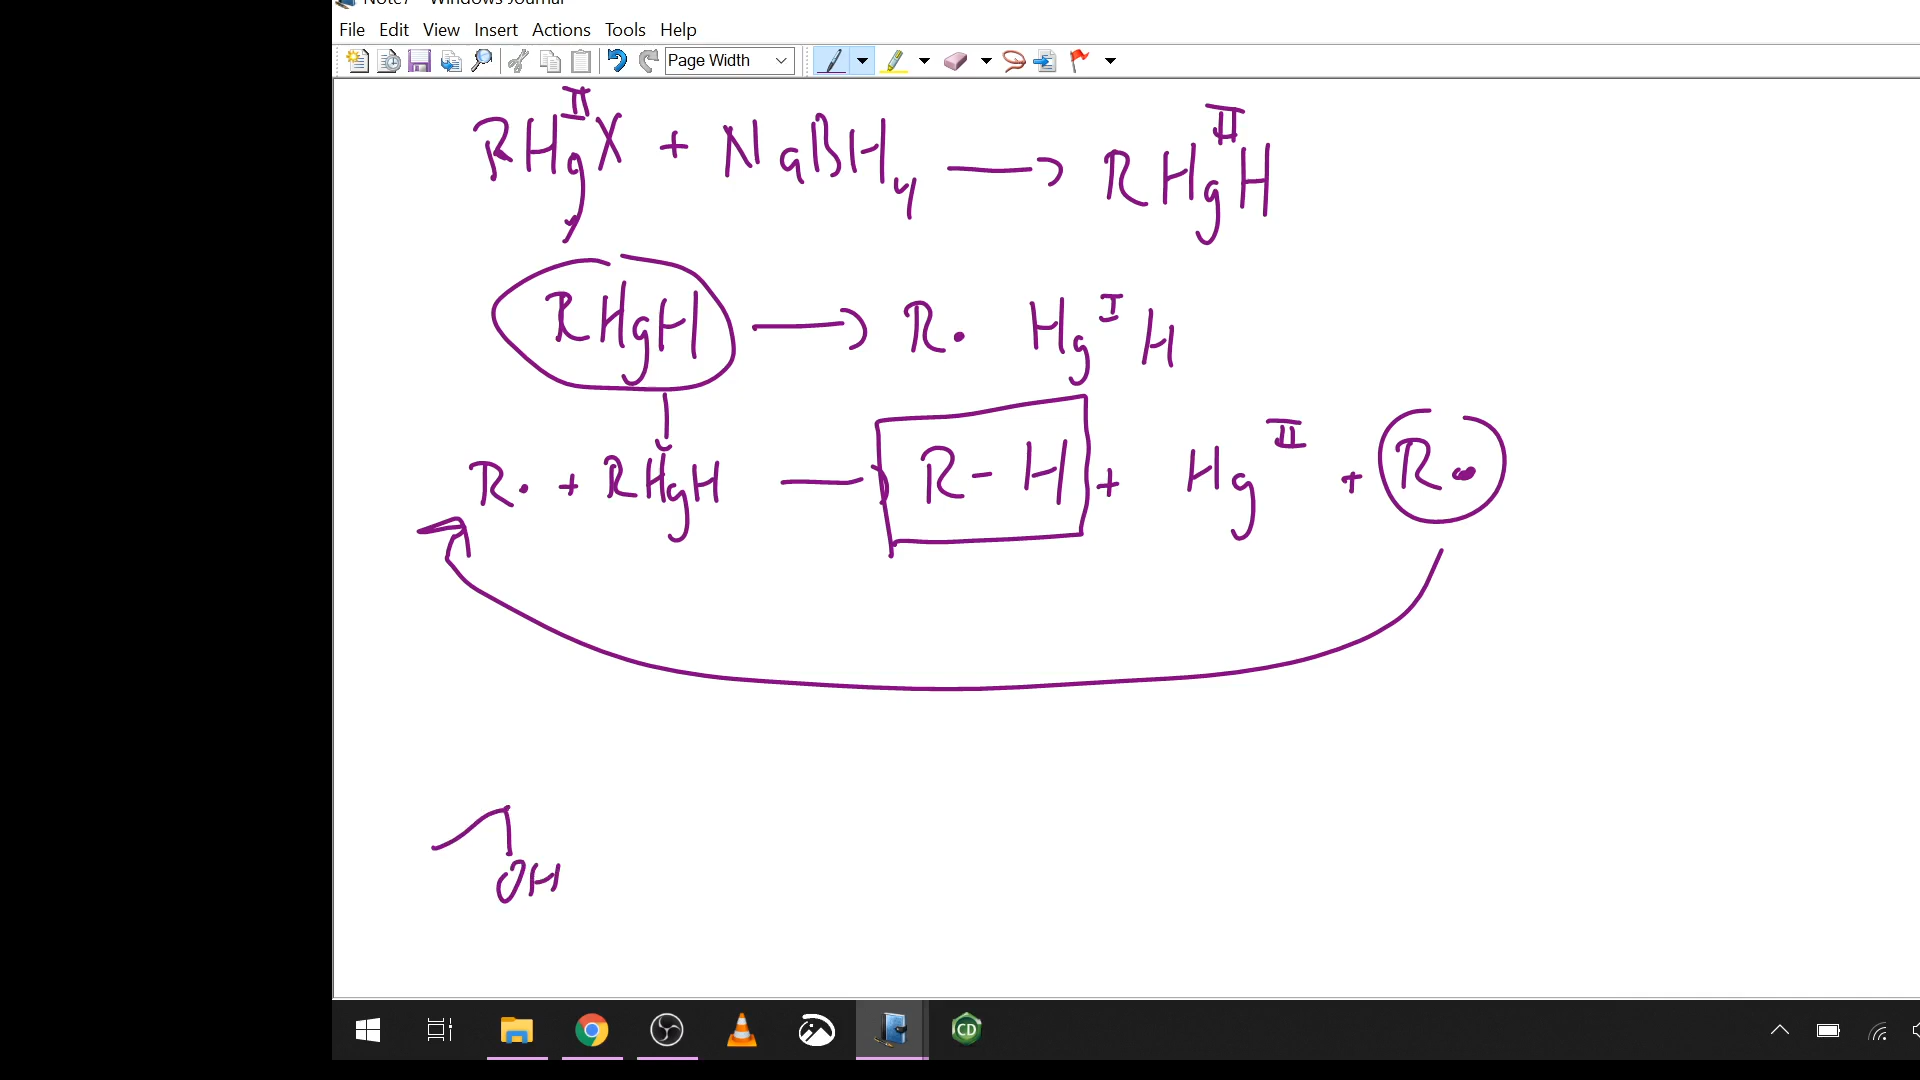 Note7 - Windows Journal
File Edit View Insert Actions Tools Help
Page Width
RHg^II X + NaBH4 → RHg^II H
RHgH → R• Hg^I H
R• + RHgH → R-H + Hg^II + R•
OH
CD